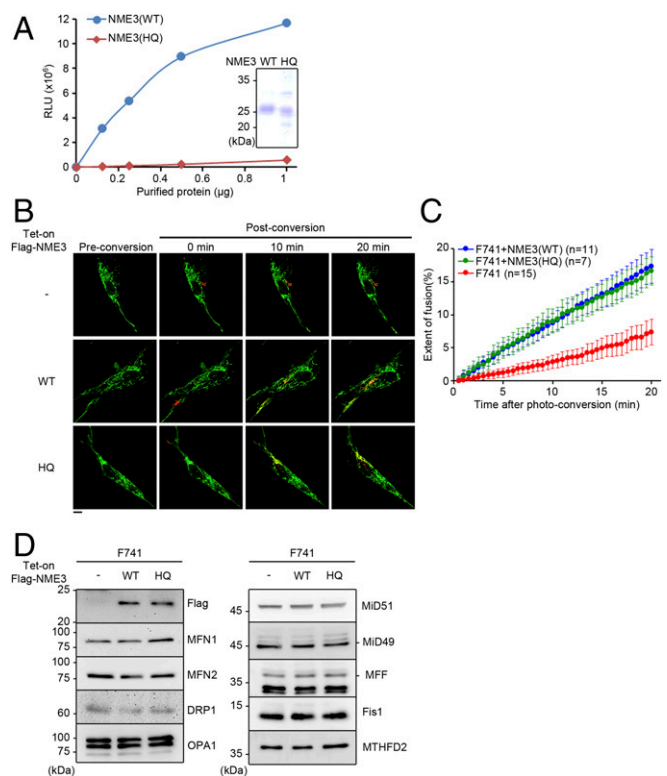 A
NME3(WT)
NME3(HQ)
RLU (x10⁶)
12
10
8
6
4
2
0
0 0.2 0.4 0.6 0.8 1
Purified protein (µg)
NME3 WT HQ
35
25
20
15
(kDa)
B
Tet-on
Flag-NME3
Post-conversion
Pre-conversion 0 min 10 min 20 min
-
WT
HQ
C
F741+NME3(WT) (n=11)
F741+NME3(HQ) (n=7)
F741 (n=15)
Extent of fusion(%)
20
15
10
5
0
5 10 15 20
Time after photo-conversion (min)
D
F741
Tet-on
Flag-NME3
- WT HQ
25
20
Flag
100
75
MFN1
100
75
MFN2
60
DRP1
100
75
OPA1
(kDa)
F741
- WT HQ
45
MiD51
45
- MiD49
35
- MFF
15
Fis1
35
MTHFD2
(kDa)